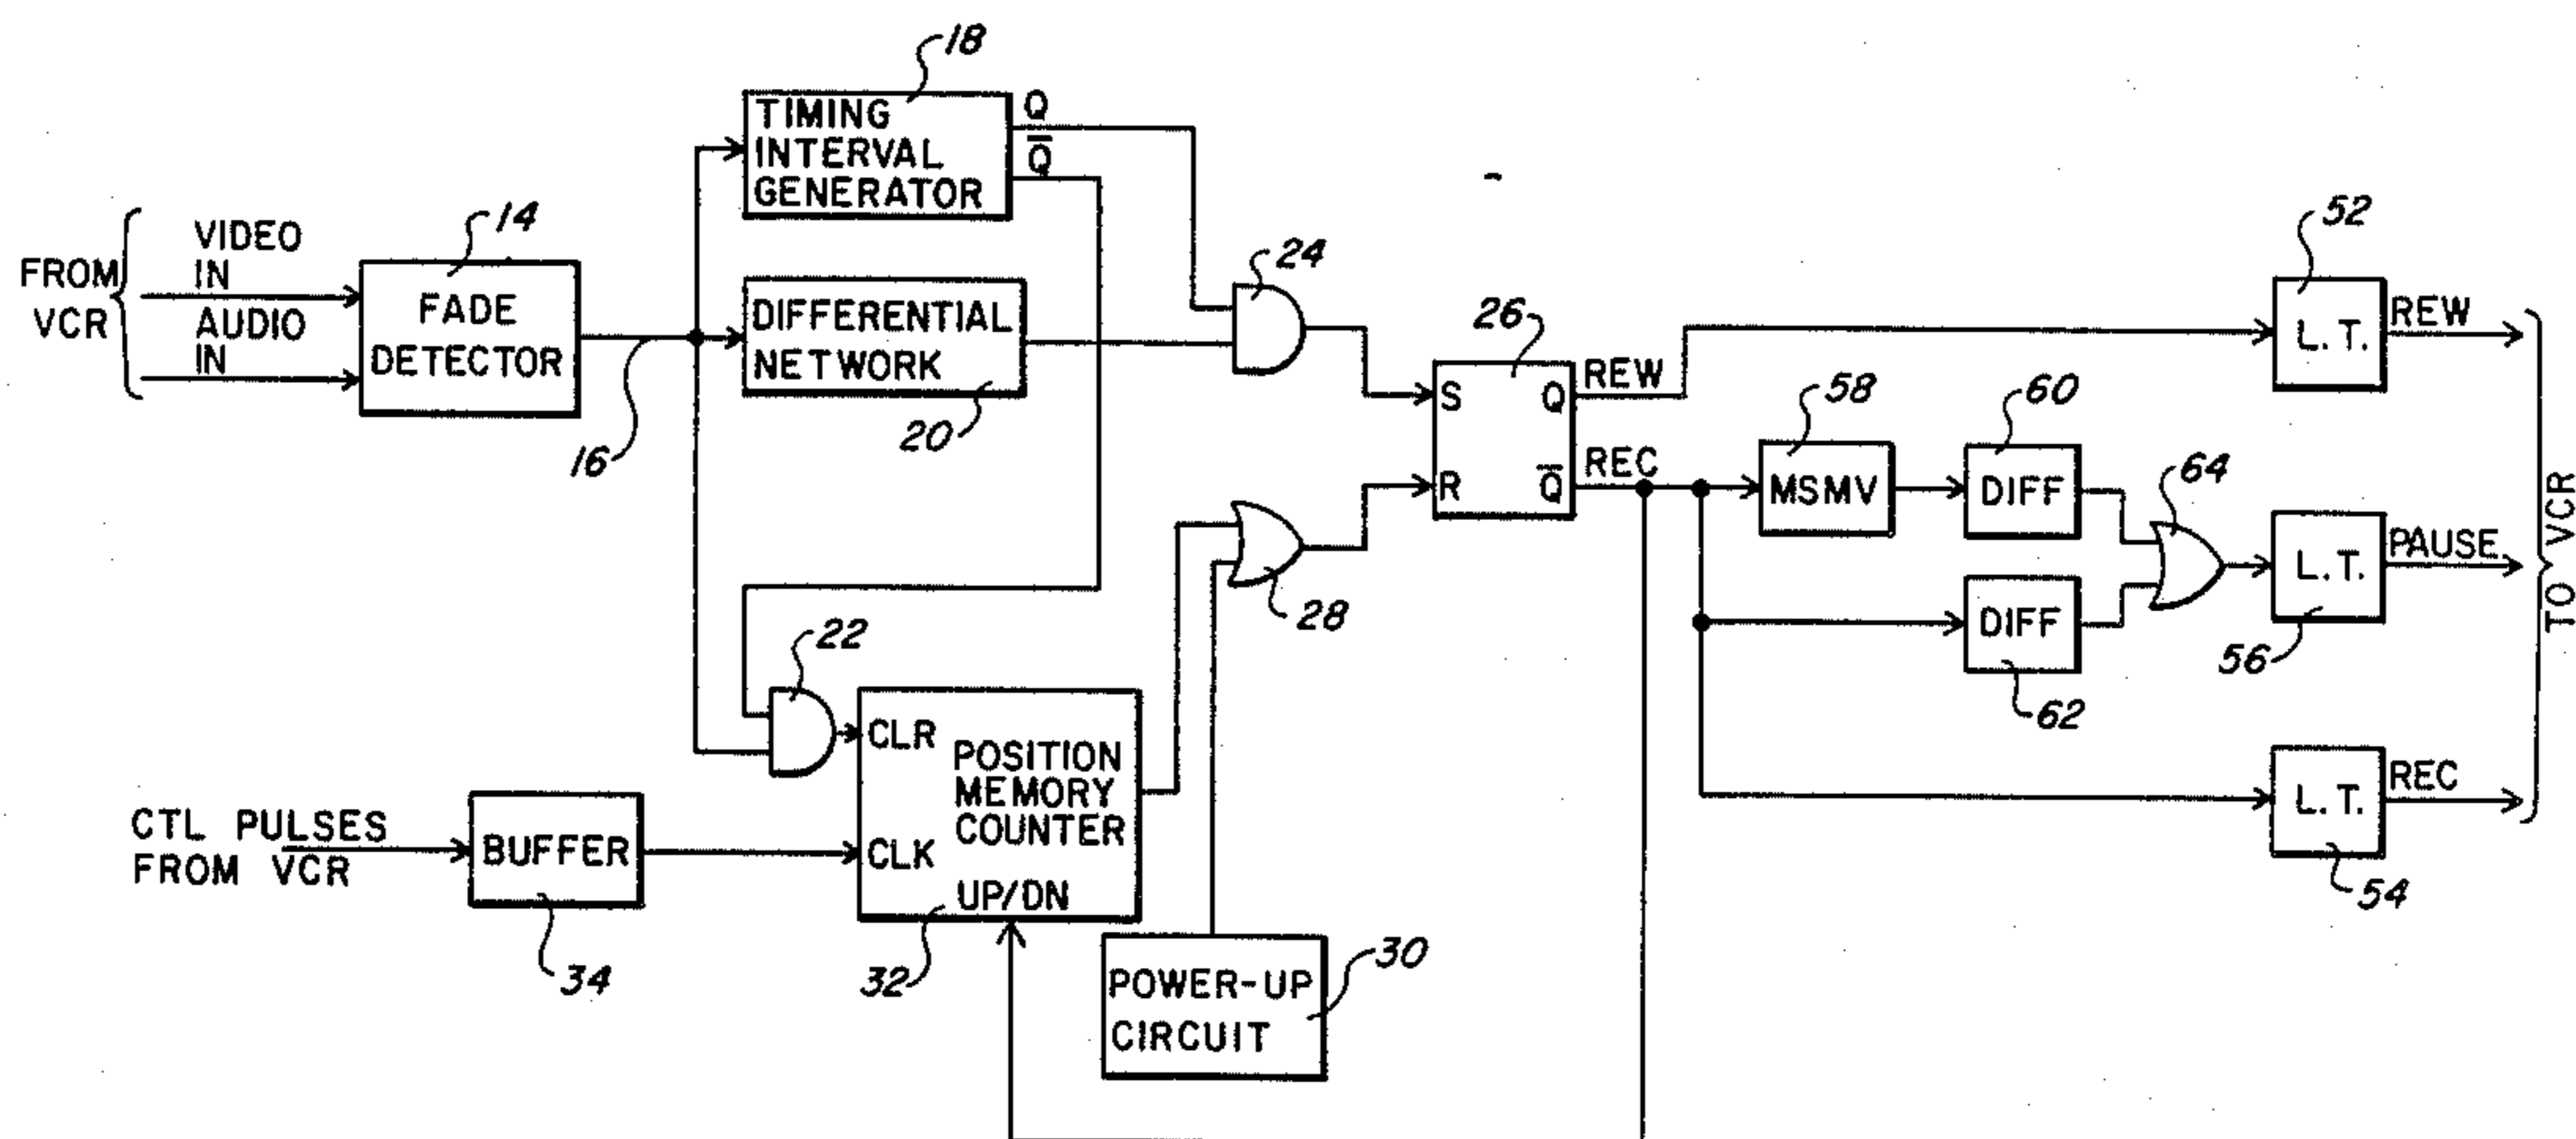 18
TIMING
INTERVAL
GENERATOR
Q
Q̅
FROM
VCR
VIDEO
IN
AUDIO
IN
14
FADE
DETECTOR
16
DIFFERENTIAL
NETWORK
20
24
26
S
R
Q
Q̅
REW
REC
52
L.T.
REW
58
MSMV
60
DIFF
DIFF
62
64
L.T.
56
PAUSE
L.T.
54
REC
TO VCR
22
28
CLR
CLK
POSITION
MEMORY
COUNTER
UP/DN
32
CTL PULSES
FROM VCR
BUFFER
34
POWER-UP
CIRCUIT
30